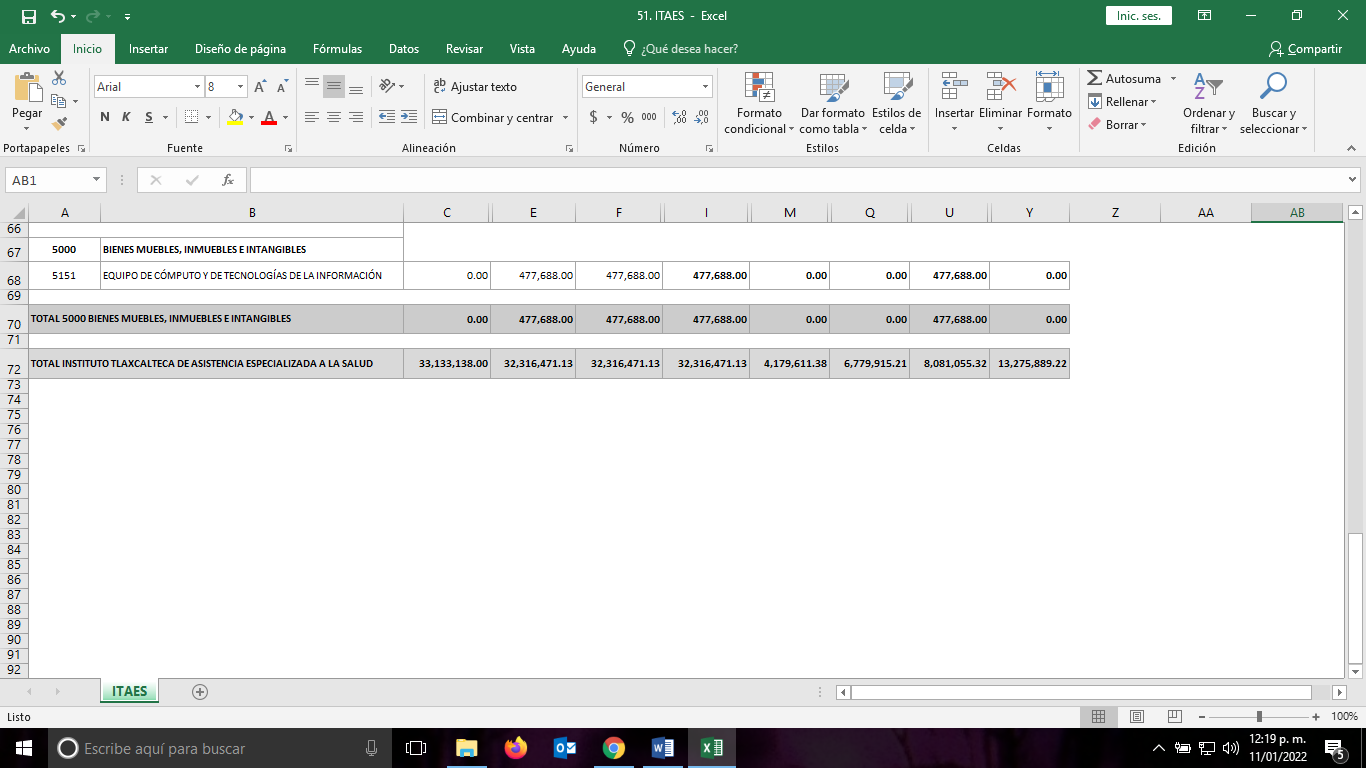 51. ITAES - Excel
Inic. ses.
Archivo Inicio Insertar Diseño de página Fórmulas Datos Revisar Vista Ayuda ¿Qué desea hacer? Compartir
Pegar
Arial 8
N K S
Ajustar texto
Combinar y centrar
General
$ % 000
Formato condicional
Dar formato como tabla
Estilos de celda
Insertar Eliminar Formato
Autosuma
Rellenar
Borrar
Ordenar y filtrar
Buscar y seleccionar
Portapapeles Fuente Alineación Número Estilos Celdas Edición
AB1 fx
A B C E F I M Q U Y Z AA AB
66
67 5000 BIENES MUEBLES, INMUEBLES E INTANGIBLES
68 5151 EQUIPO DE CÓMPUTO Y DE TECNOLOGÍAS DE LA INFORMACIÓN 0.00 477,688.00 477,688.00 477,688.00 0.00 0.00 477,688.00 0.00
69
70 TOTAL 5000 BIENES MUEBLES, INMUEBLES E INTANGIBLES 0.00 477,688.00 477,688.00 477,688.00 0.00 0.00 477,688.00 0.00
71
72 TOTAL INSTITUTO TLAXCALTECA DE ASISTENCIA ESPECIALIZADA A LA SALUD 33,133,138.00 32,316,471.13 32,316,471.13 32,316,471.13 4,179,611.38 6,779,915.21 8,081,055.32 13,275,889.22
73
74
75
76
77
78
79
80
81
82
83
84
85
86
87
88
89
90
91
92
ITAES
Listo 100%
Escribe aquí para buscar
12:19 p. m.
11/01/2022
5